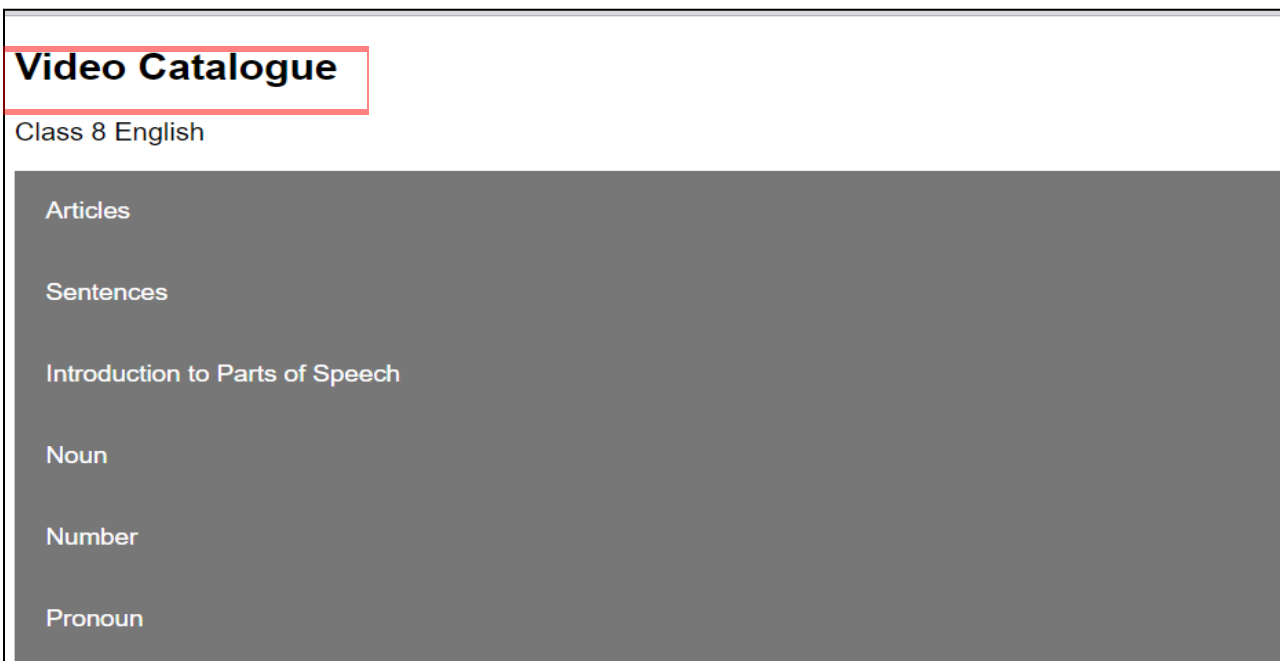 Video Catalogue
Class 8 English
Articles
Sentences
Introduction to Parts of Speech
Noun
Number
Pronoun